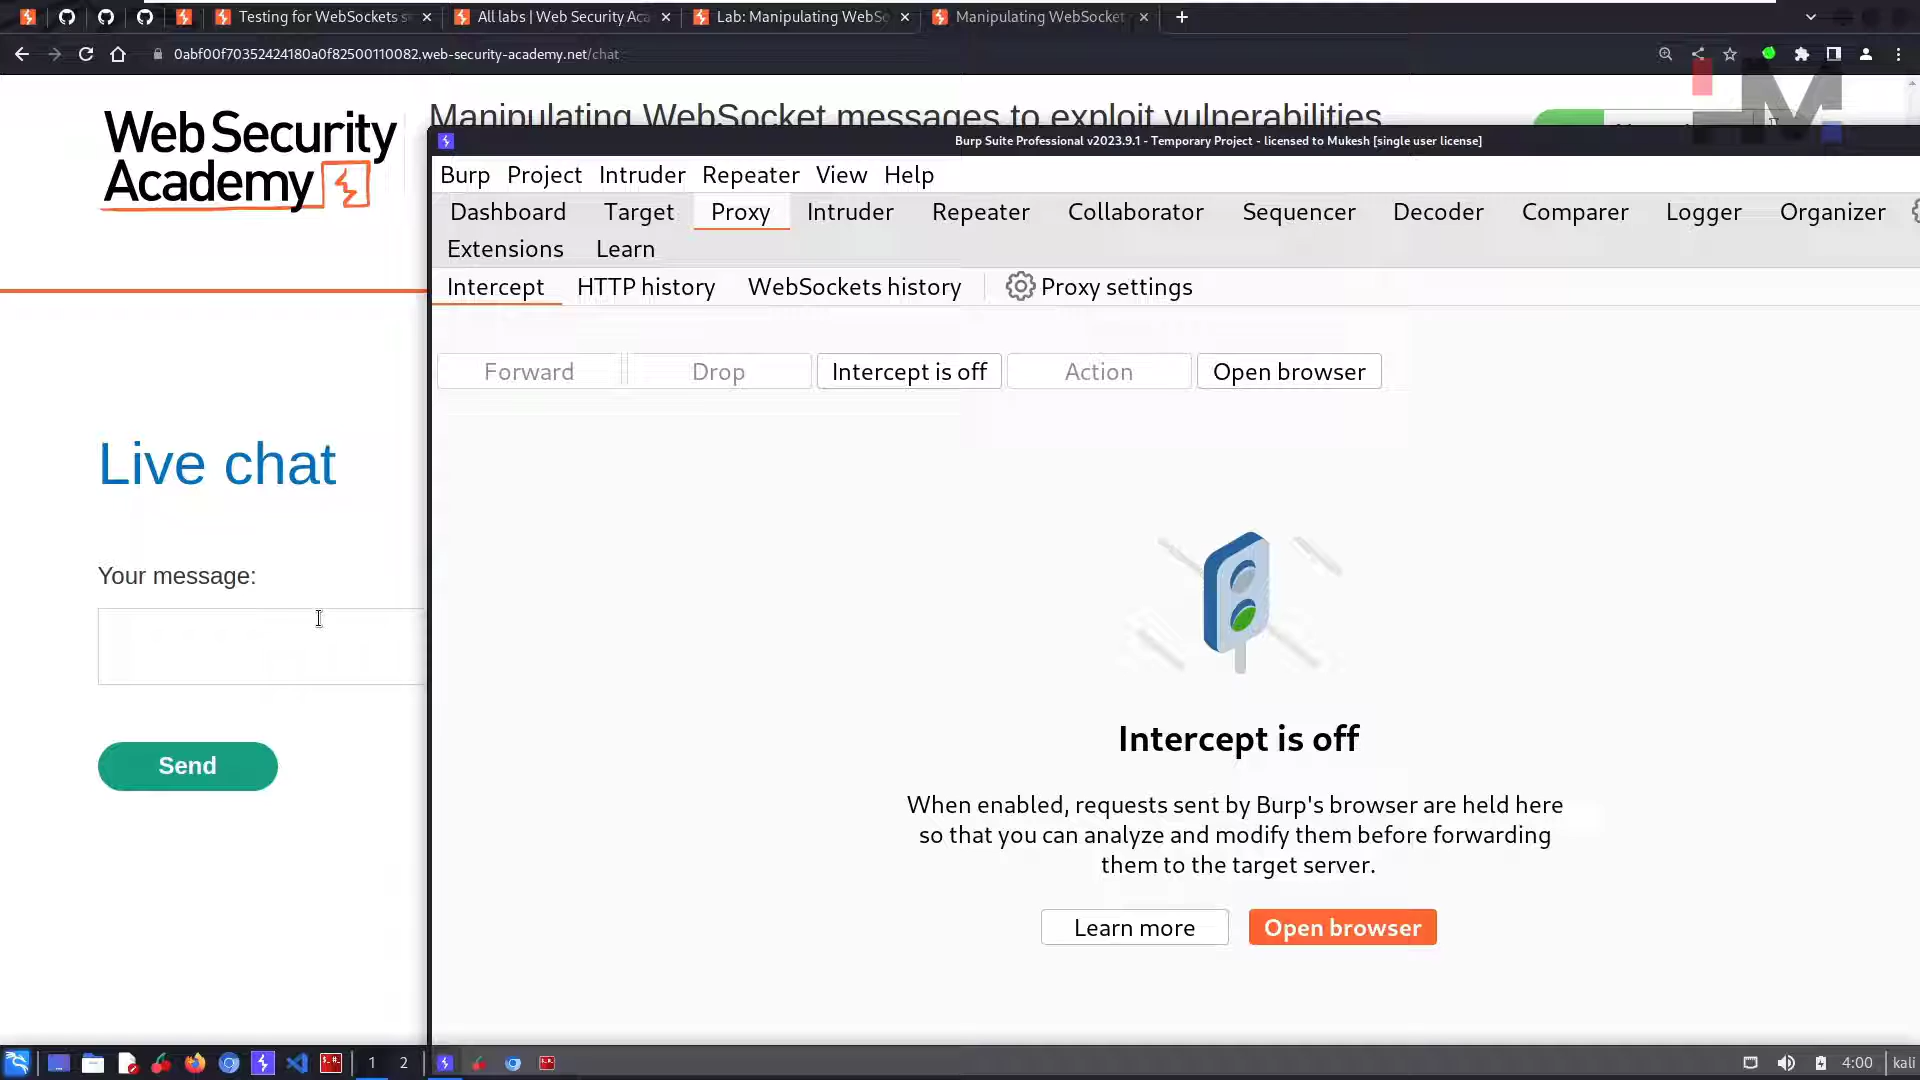 Testing for WebSockets s
All labs | Web Security Aca
Lab: Manipulating WebSo
Manipulating WebSocket
0abf00f70352424180a0f82500110082.web-security-academy.net/chat
Web Security
Academy
Manipulating WebSocket messages to exploit vulnerabilities
Burp Suite Professional v2023.9.1 - Temporary Project - licensed to Mukesh [single user license]
Burp Project Intruder Repeater View Help
Dashboard Target Proxy Intruder Repeater Collaborator Sequencer Decoder Comparer Logger Organizer
Extensions Learn
Intercept HTTP history WebSockets history Proxy settings
Forward Drop Intercept is off Action Open browser
Live chat
Your message:
Send
Intercept is off
When enabled, requests sent by Burp's browser are held here
so that you can analyze and modify them before forwarding
them to the target server.
Learn more Open browser
1 2 4:00 kali